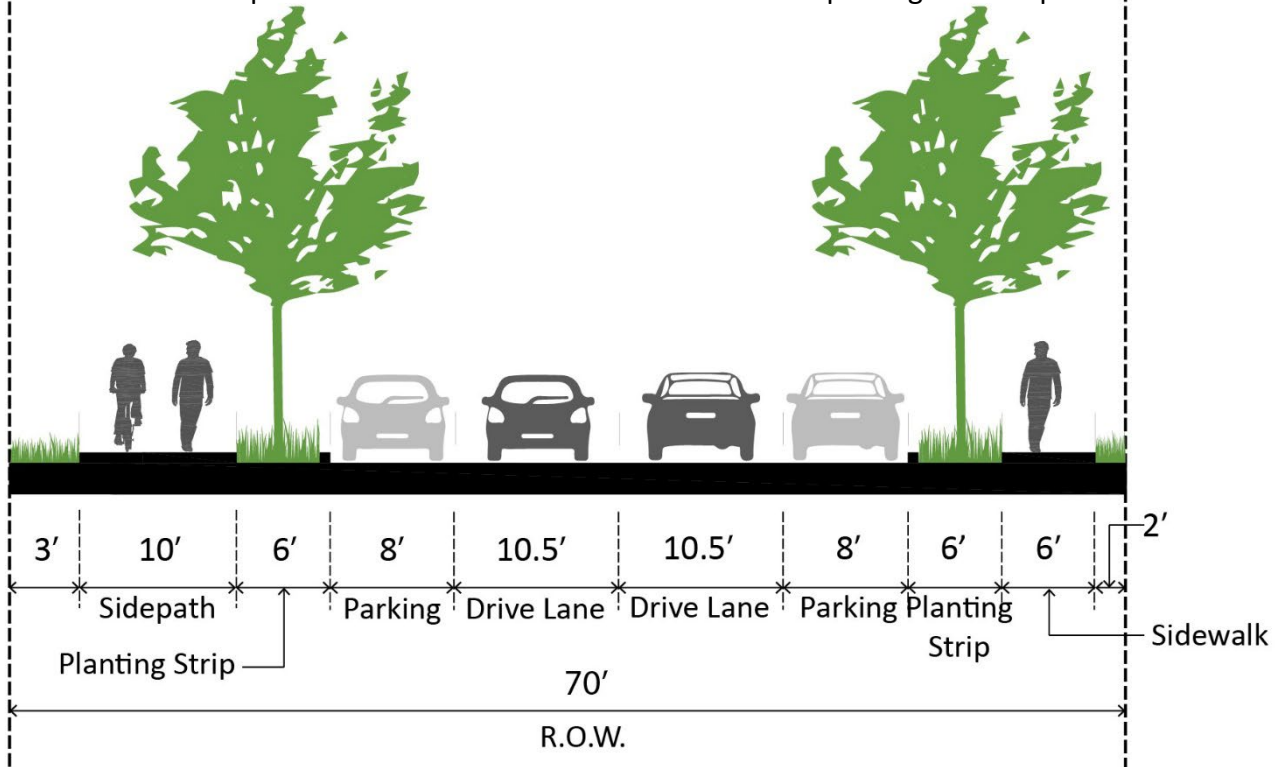 3’ 10’ 6’ 8’ 10.5’ 10.5’ 8’ 6’ 6’ 2’
Sidepath Parking Drive Lane Drive Lane Parking Planting
Strip
Planting Strip
Sidewalk
70’
R.O.W.